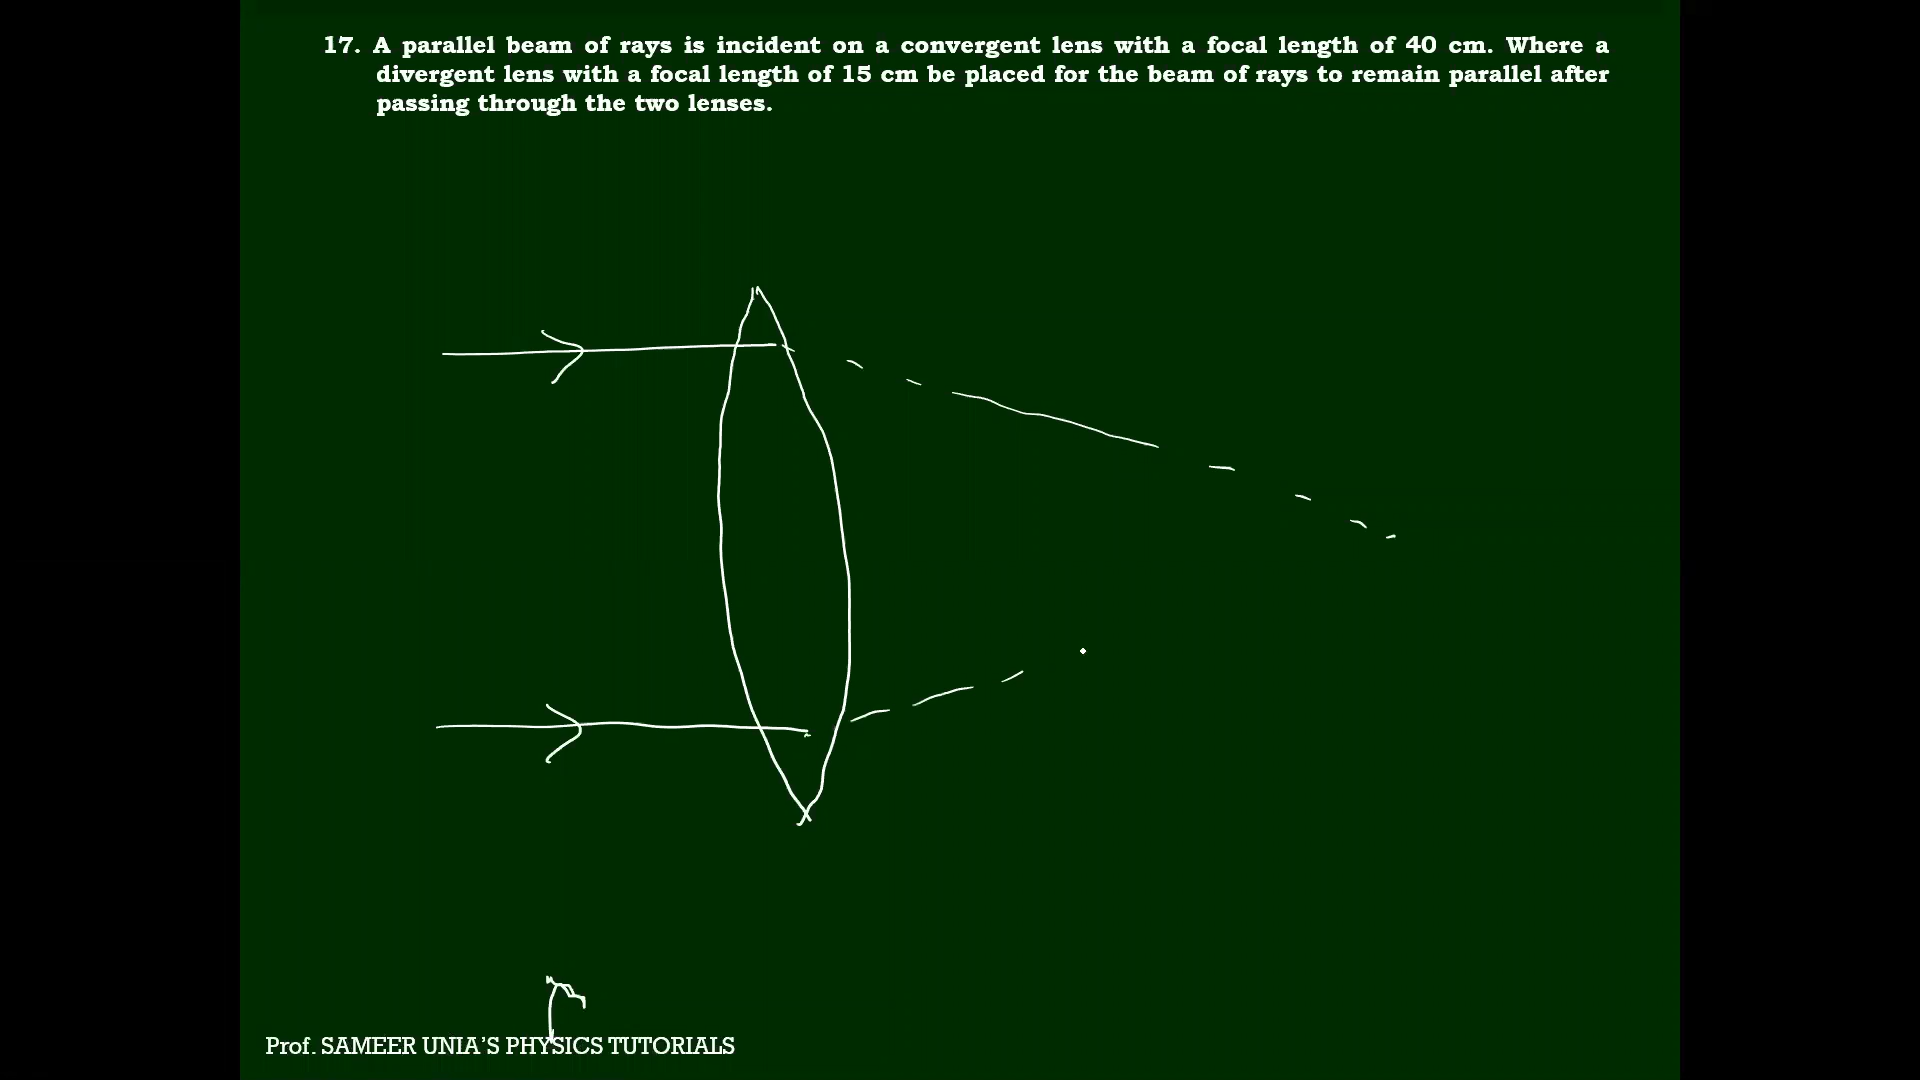 17. A parallel beam of rays is incident on a convergent lens with a focal length of 40 cm. Where a
divergent lens with a focal length of 15 cm be placed for the beam of rays to remain parallel after
passing through the two lenses.
Prof. SAMEER UNIA’S PHYSICS TUTORIALS